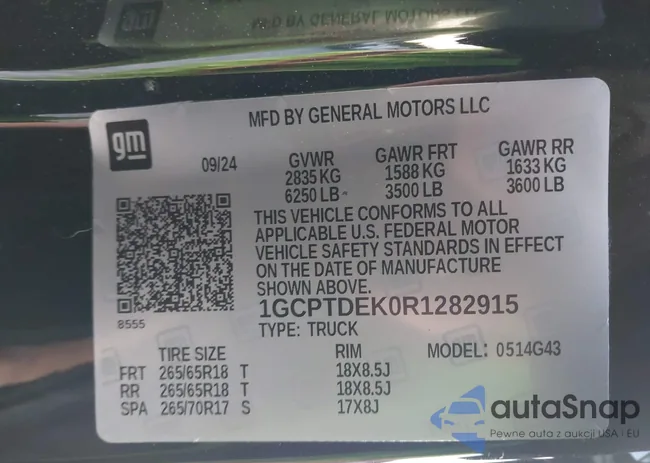 MFD BY GENERAL MOTORS LLC
gm
09/24
GVWR
2835 KG
6250 LB
GAWR FRT
1588 KG
3500 LB
GAWR RR
1633 KG
3600 LB
THIS VEHICLE CONFORMS TO ALL
APPLICABLE U.S. FEDERAL MOTOR
VEHICLE SAFETY STANDARDS IN EFFECT
ON THE DATE OF MANUFACTURE
SHOWN ABOVE.
8555
1GCPTDEK0R1282915
TYPE: TRUCK
TIRE SIZE RIM MODEL: 0514G43
FRT 265/65R18 T 18X8.5J
RR 265/65R18 T 18X8.5J
SPA 265/70R17 S 17X8J
autaSnap
Pewne auta z aukcji USA i EU